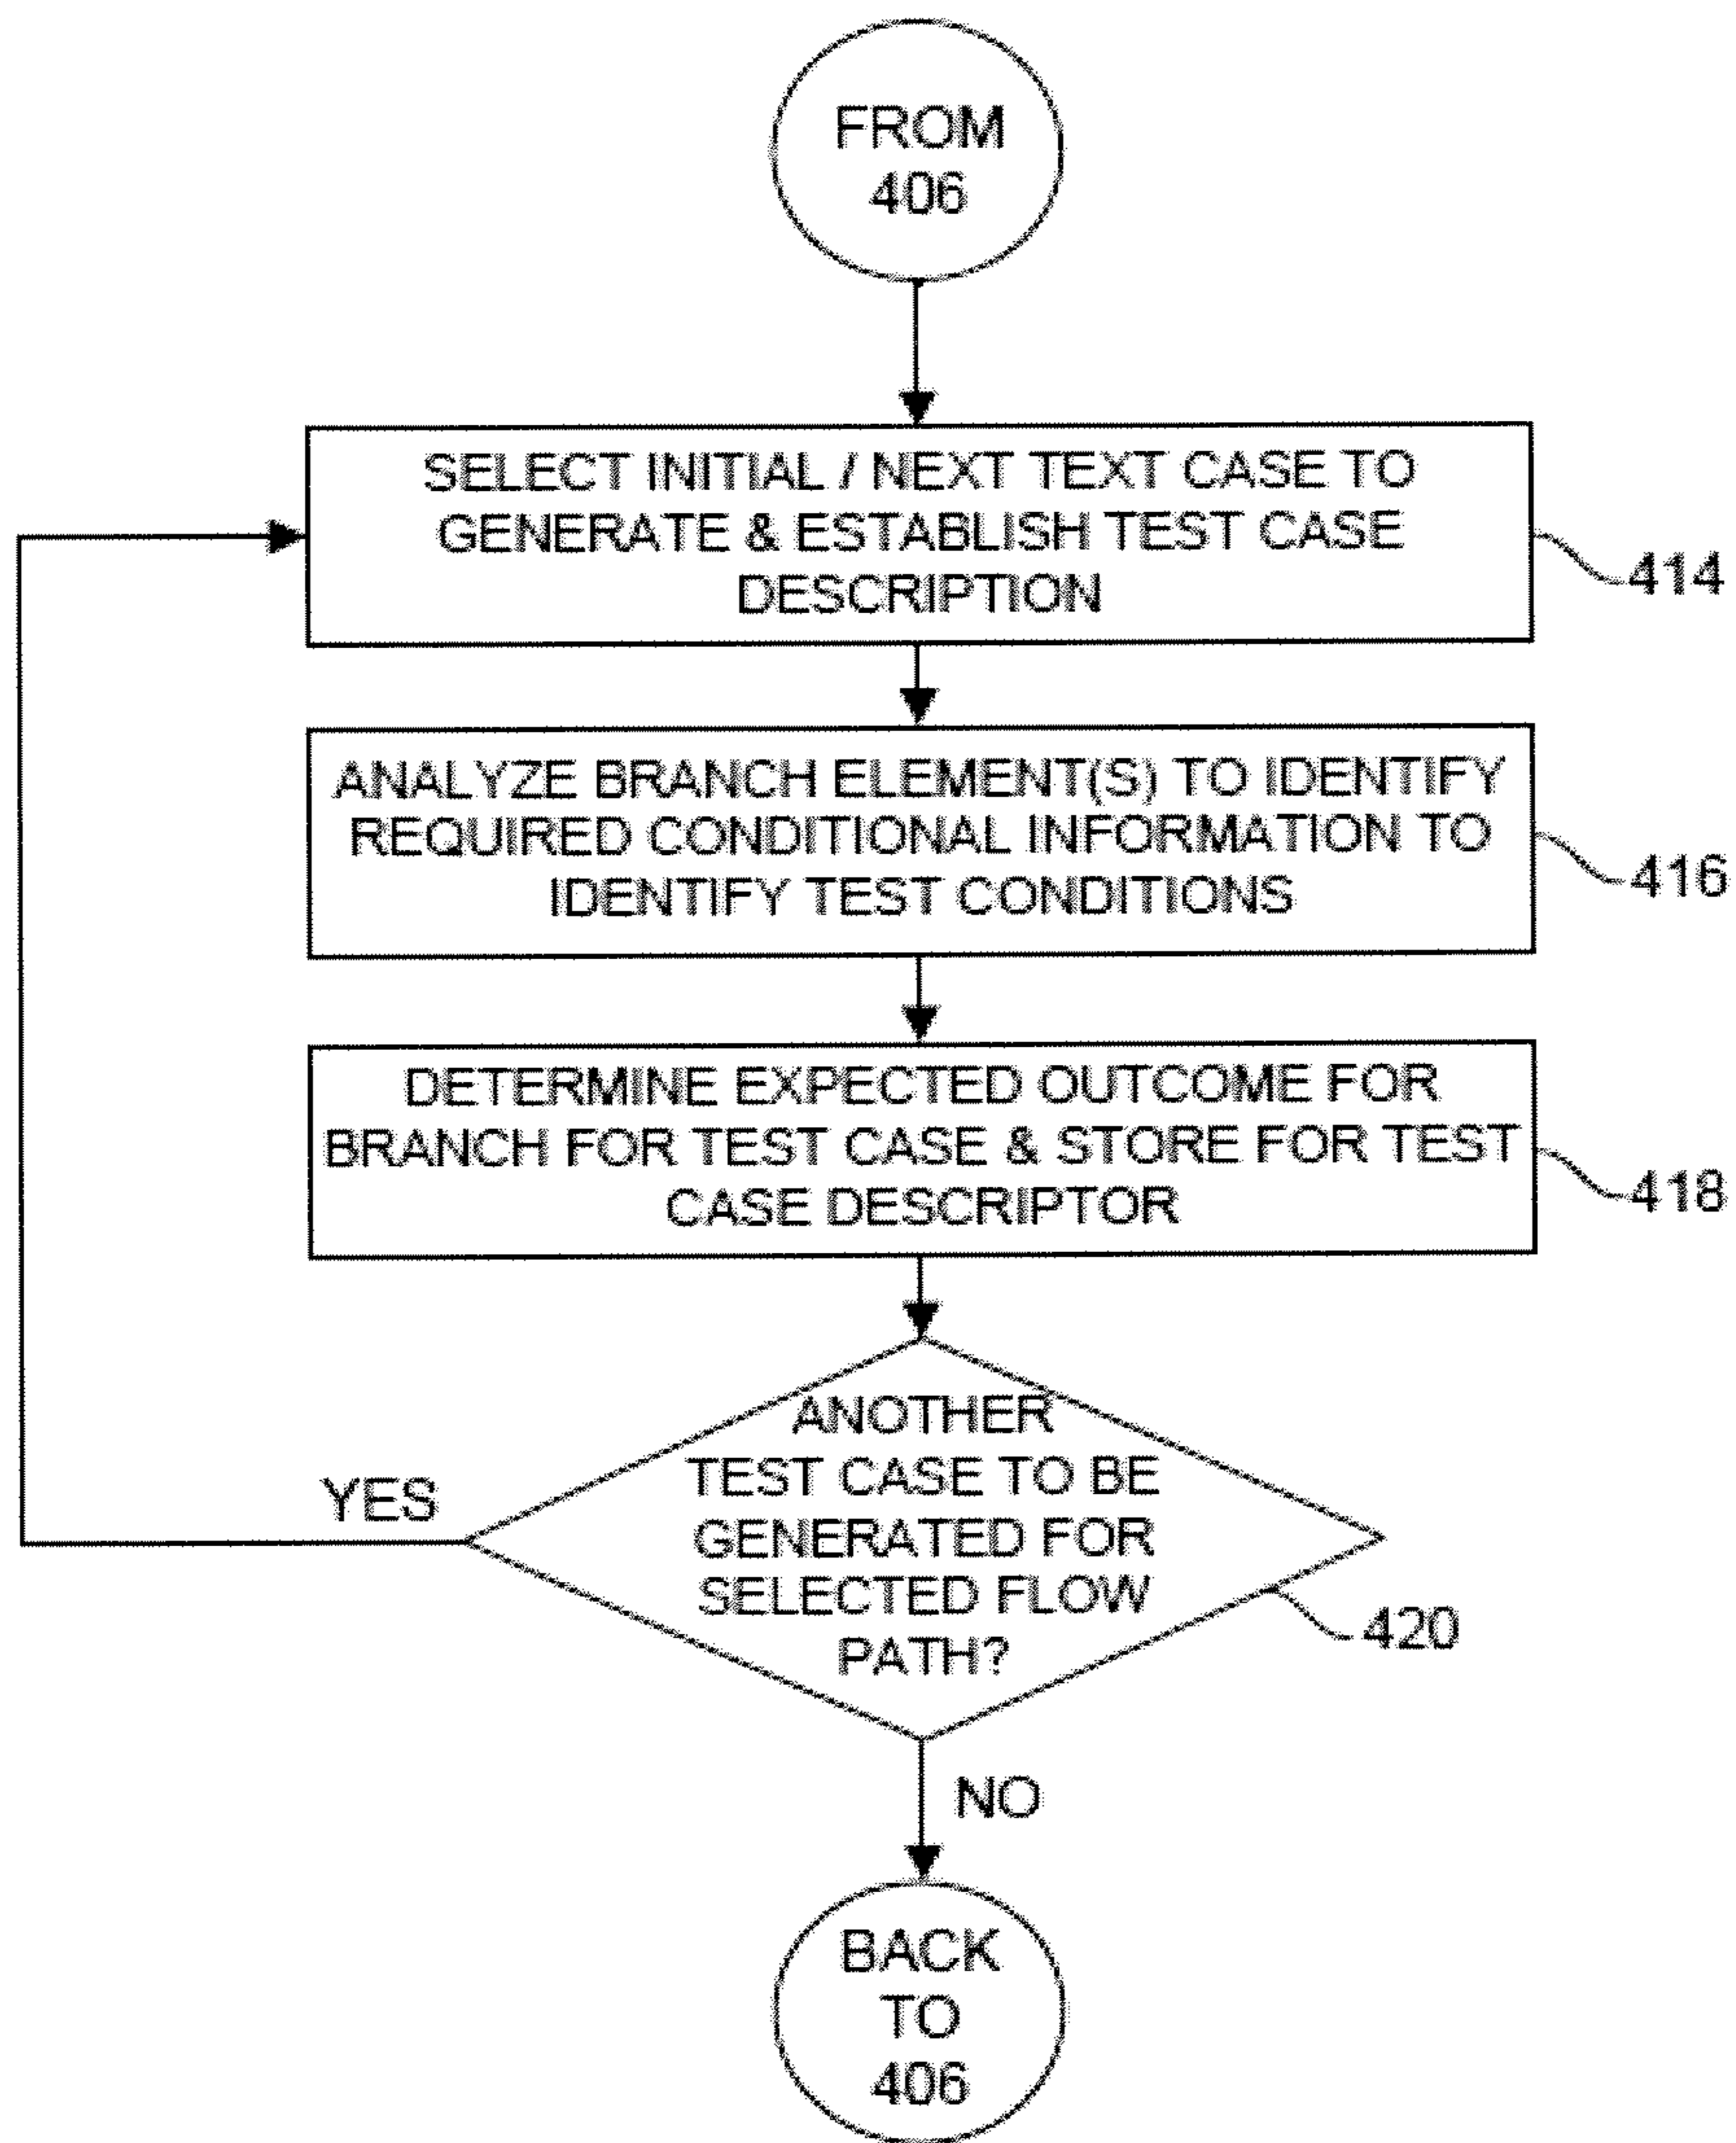 FROM
406
SELECT INITIAL / NEXT TEXT CASE TO
GENERATE & ESTABLISH TEST CASE
DESCRIPTION
414
ANALYZE BRANCH ELEMENT(S) TO IDENTIFY
REQUIRED CONDITIONAL INFORMATION TO
IDENTIFY TEST CONDITIONS
416
DETERMINE EXPECTED OUTCOME FOR
BRANCH FOR TEST CASE & STORE FOR TEST
CASE DESCRIPTOR
418
ANOTHER
TEST CASE TO BE
GENERATED FOR
SELECTED FLOW
PATH?
YES
420
NO
BACK
TO
406